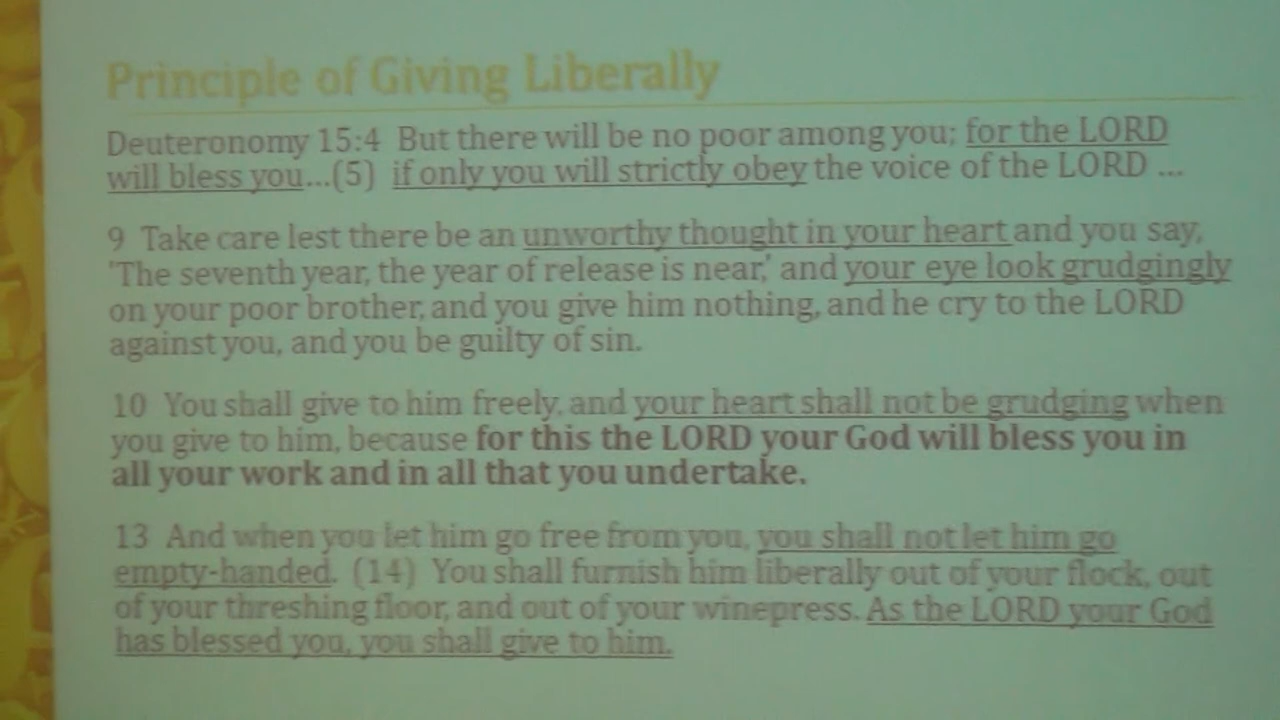 Principle of Giving Liberally
Deuteronomy 15:4 But there will be no poor among you; for the LORD
will bless you...(5) if only you will strictly obey the voice of the LORD ...
9 Take care lest there be an unworthy thought in your heart and you say,
'The seventh year, the year of release is near,' and your eye look grudgingly
on your poor brother, and you give him nothing, and he cry to the LORD
against you, and you be guilty of sin.
10 You shall give to him freely, and your heart shall not be grudging when
you give to him, because for this the LORD your God will bless you in
all your work and in all that you undertake.
13 And when you let him go free from you, you shall not let him go
empty-handed. (14) You shall furnish him liberally out of your flock, out
of your threshing floor, and out of your winepress. As the LORD your God
has blessed you, you shall give to him.